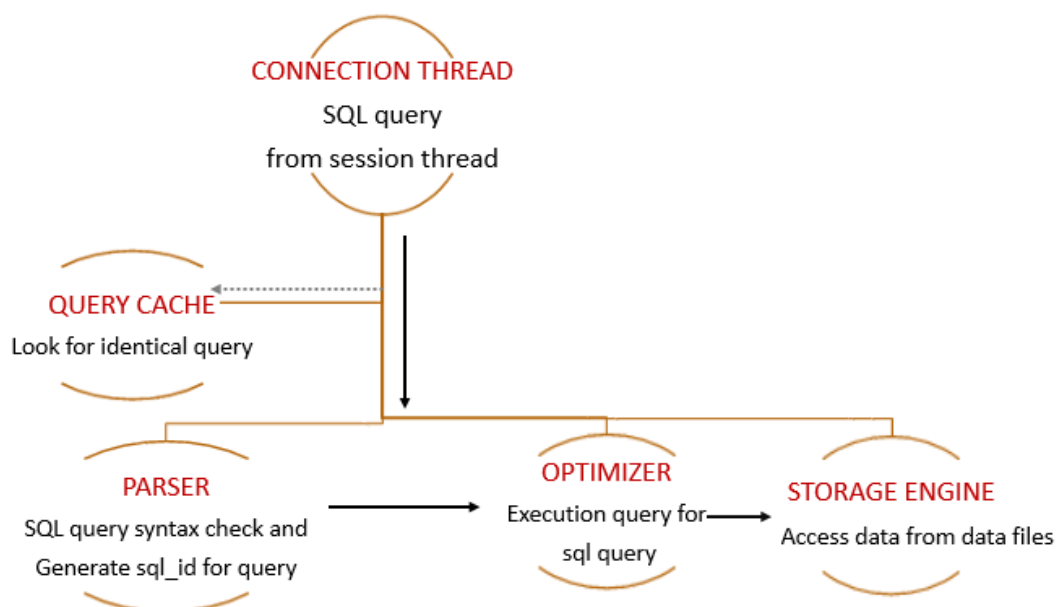 CONNECTION THREAD
SQL query
from session thread
QUERY CACHE
Look for identical query
PARSER
SQL query syntax check and
Generate sql_id for query
OPTIMIZER
Execution query for
sql query
STORAGE ENGINE
Access data from data files